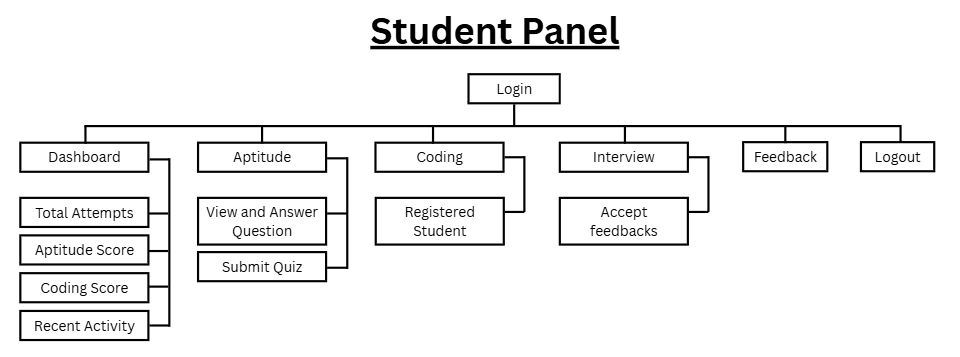 Student Panel
Login
Dashboard
Aptitude
Coding
Interview
Feedback
Logout
Total Attempts
Aptitude Score
Coding Score
Recent Activity
View and Answer
Question
Submit Quiz
Registered
Student
Accept
feedbacks